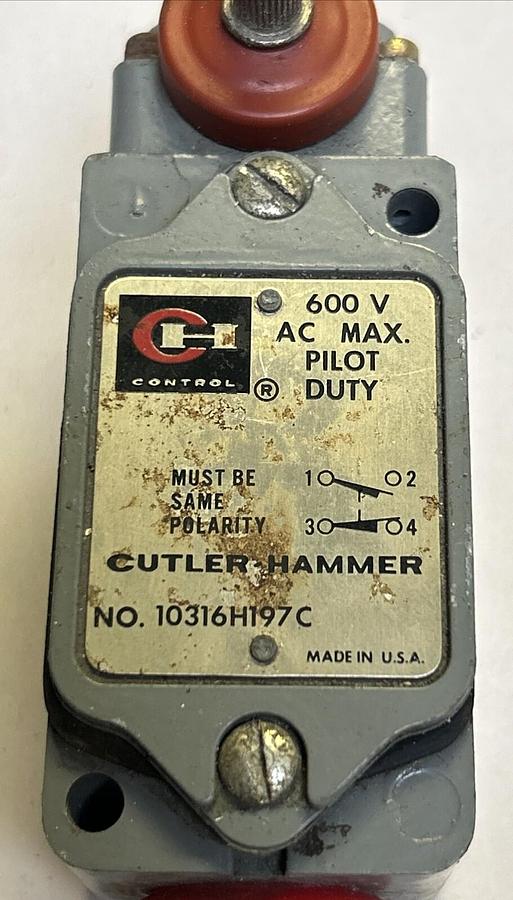 CH
CONTROL ®
600 V
AC MAX.
PILOT
DUTY
MUST BE
SAME
POLARITY
1 2
3 4
CUTLER-HAMMER
NO. 10316H197C
MADE IN U.S.A.